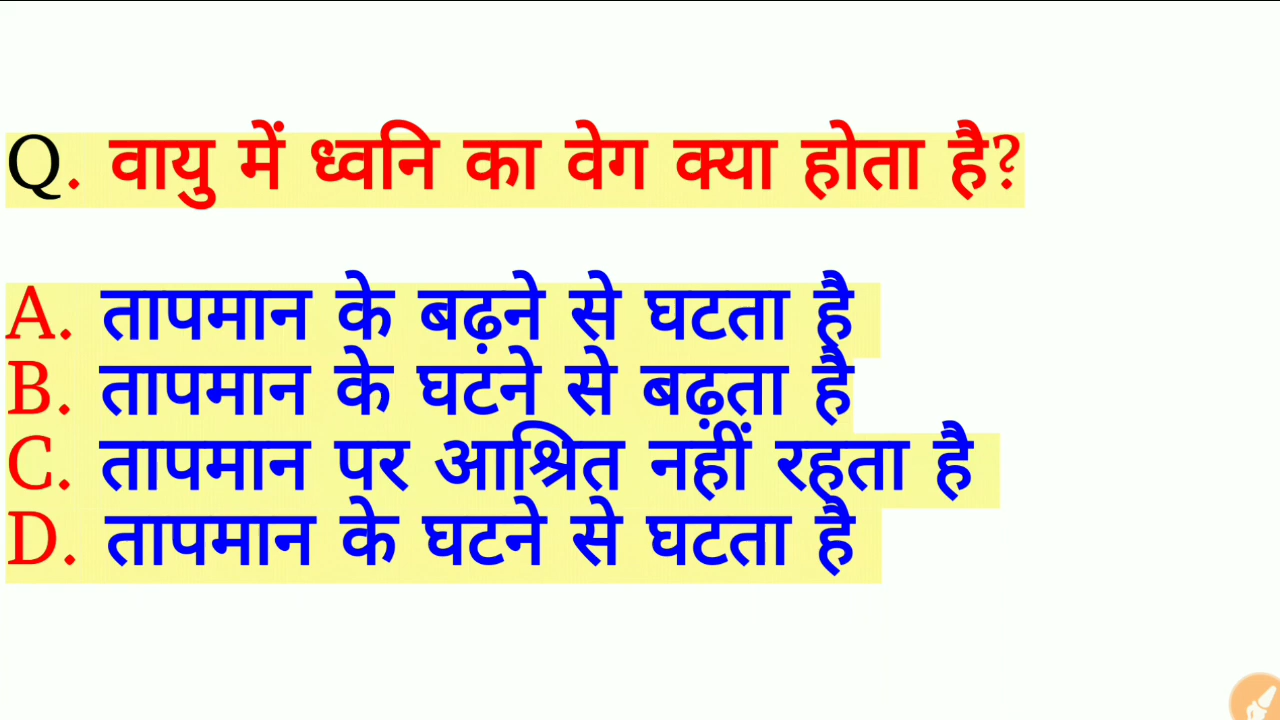 Q. वायु में ध्वनि का वेग क्या होता है?
A. तापमान के बढ़ने से घटता है
B. तापमान के घटने से बढ़ता है
C. तापमान पर आश्रित नहीं रहता है
D. तापमान के घटने से घटता है